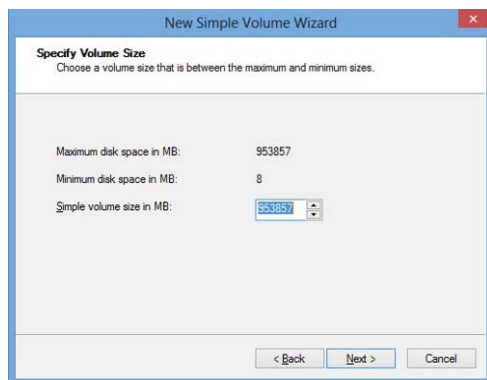 New Simple Volume Wizard
Specify Volume Size
Choose a volume size that is between the maximum and minimum sizes.
Maximum disk space in MB: 953857
Minimum disk space in MB: 8
Simple volume size in MB: 953857
< Back Next > Cancel